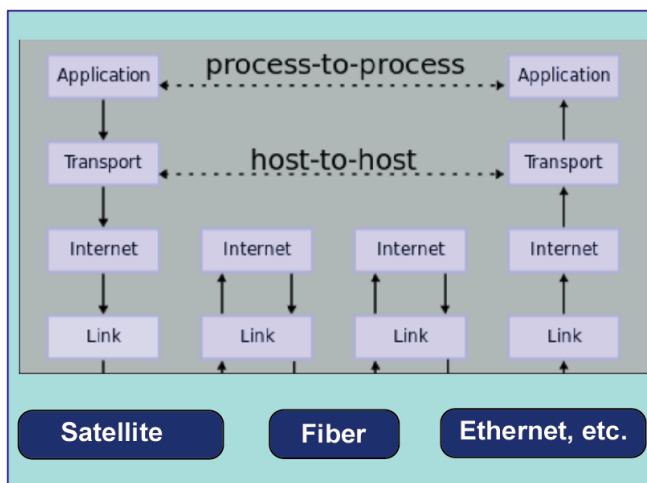 Application
process-to-process
Application
Transport
host-to-host
Transport
Internet
Internet
Internet
Internet
Link
Link
Link
Link
Satellite
Fiber
Ethernet, etc.